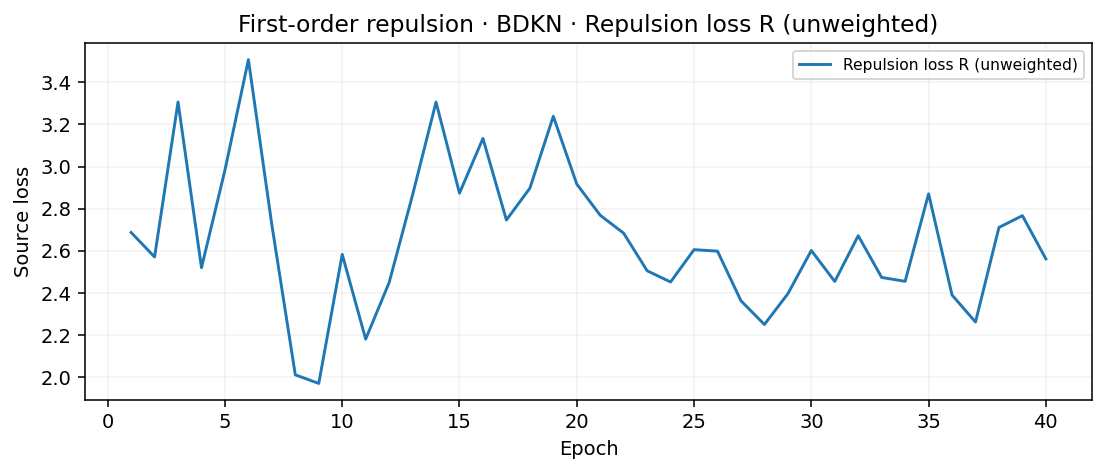 First-order repulsion · BDKN · Repulsion loss R (unweighted)
Repulsion loss R (unweighted)
Source loss
3.4
3.2
3.0
2.8
2.6
2.4
2.2
2.0
0 5 10 15 20 25 30 35 40
Epoch